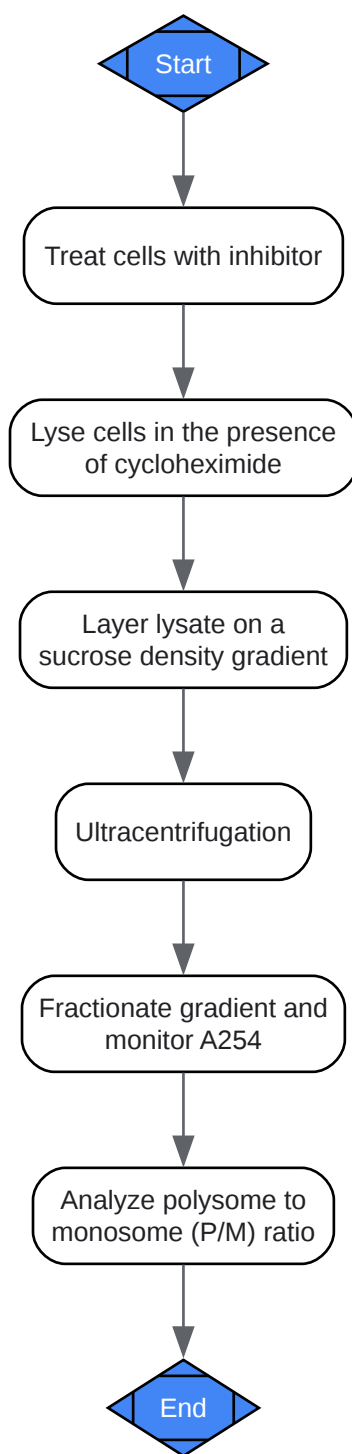 Start
Treat cells with inhibitor
Lyse cells in the presence
of cycloheximide
Layer lysate on a
sucrose density gradient
Ultracentrifugation
Fractionate gradient and
monitor A254
Analyze polysome to
monosome (P/M) ratio
End